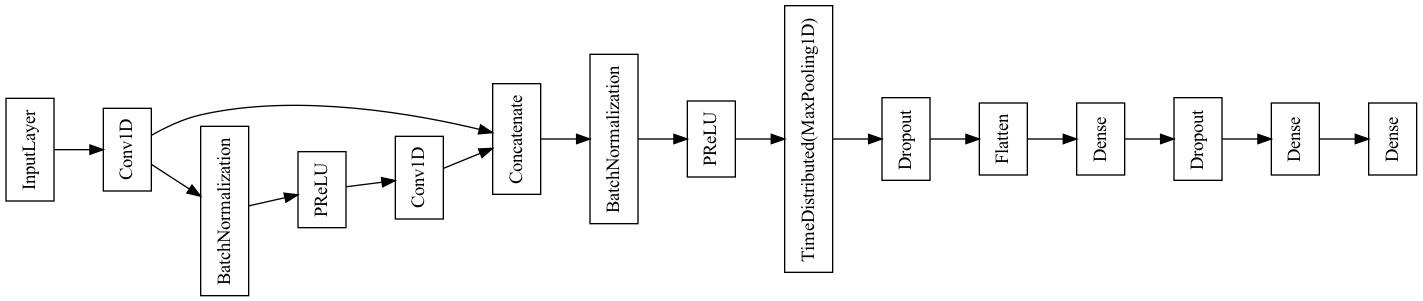 InputLayer
Conv1D
BatchNormalization
PReLU
Conv1D
Concatenate
BatchNormalization
PReLU
TimeDistributed(MaxPooling1D)
Dropout
Flatten
Dense
Dropout
Dense
Dense